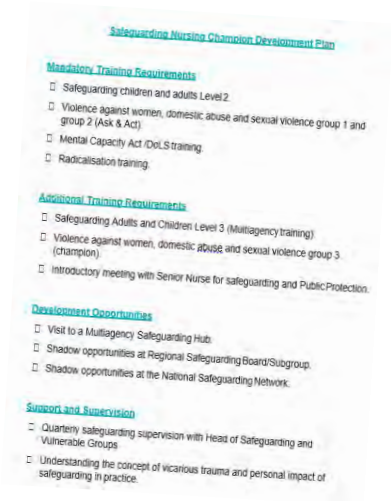 Safeguarding Nursing Champion Development Plan
Mandatory Training Requirements
Safeguarding children and adults Level 2.
Violence against women, domestic abuse and sexual violence group 1 and
group 2 (Ask & Act)
Mental Capacity Act /DoLS training.
Radicalisation training.
Additional Training Requirements
Safeguarding Adults and Children Level 3 (Multiagency training)
Violence against women, domestic abuse and sexual violence group 3
(champion).
Introductory meeting with Senior Nurse for safeguarding and Public Protection.
Development Opportunities
Visit to a Multiagency Safeguarding Hub.
Shadow opportunities at Regional Safeguarding Board/Subgroup.
Shadow opportunities at the National Safeguarding Network.
Support and Supervision
Quarterly safeguarding supervision with Head of Safeguarding and
Vulnerable Groups
Understanding the concept of vicarious trauma and personal impact of
safeguarding in practice.